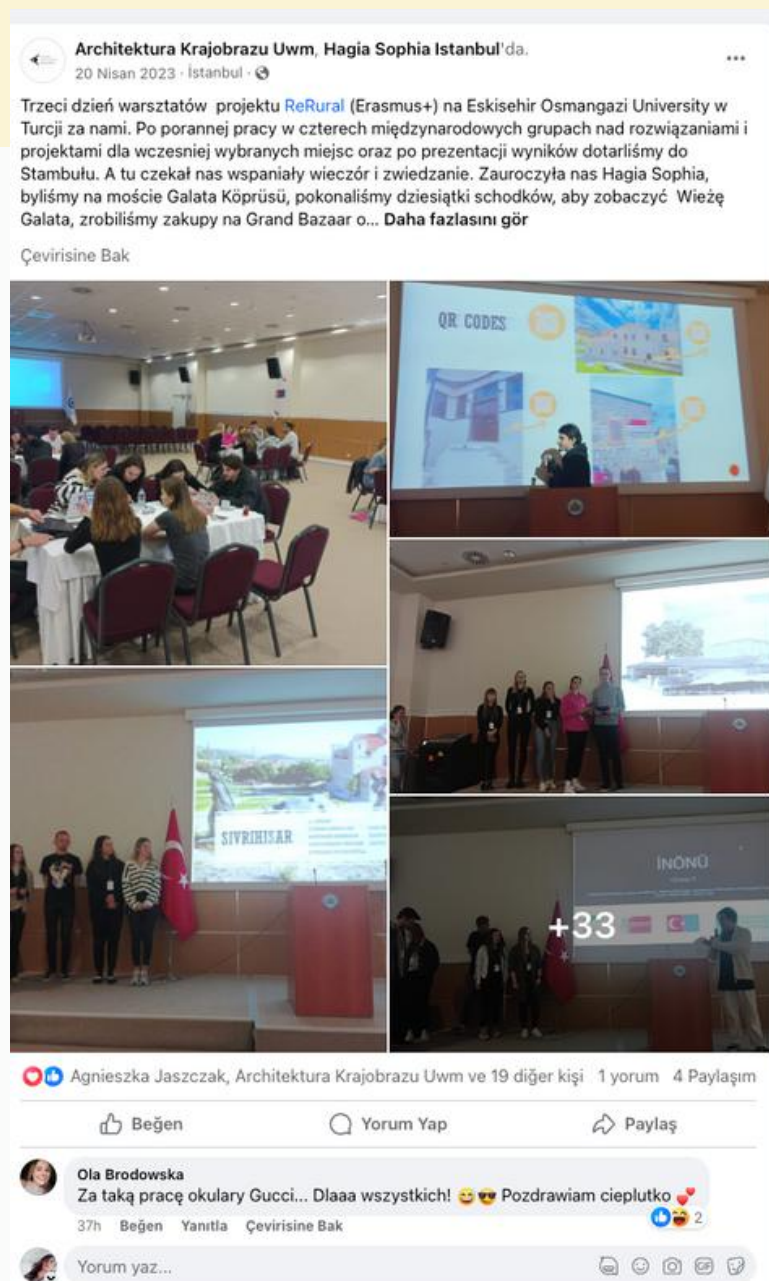 Architektura Krajobrazu Uwm, Hagia Sophia Istanbul'da.
20 Nisan 2023 · İstanbul ·
Trzeci dzień warsztatów projektu ReRural (Erasmus+) na Eskisehir Osmangazi University w
Turcji za nami. Po porannej pracy w czterech międzynarodowych grupach nad rozwiązaniami i
projektami dla wczesniej wybranych miejsc oraz po prezentacji wyników dotarliśmy do
Stambułu. A tu czekał nas wspaniały wieczór i zwiedzanie. Zauroczyła nas Hagia Sophia,
byliśmy na moście Galata Köprüsü, pokonaliśmy dziesiątki schodków, aby zobaczyć Wieżę
Galata, zrobiliśmy zakupy na Grand Bazaar o... Daha fazlasını gör
Çevirisine Bak
QR CODES
SIVRIHISAR
İNÖNÜ
+33
Agnieszka Jaszczak, Architektura Krajobrazu Uwm ve 19 diğer kişi 1 yorum 4 Paylaşım
Beğen Yorum Yap Paylaş
Ola Brodowska
Za taką pracę okulary Gucci... Dlaaa wszystkich! 😄😎 Pozdrawiam cieplutko 💕
37h Beğen Yanıtla Çevirisine Bak 2
Yorum yaz...
GIF